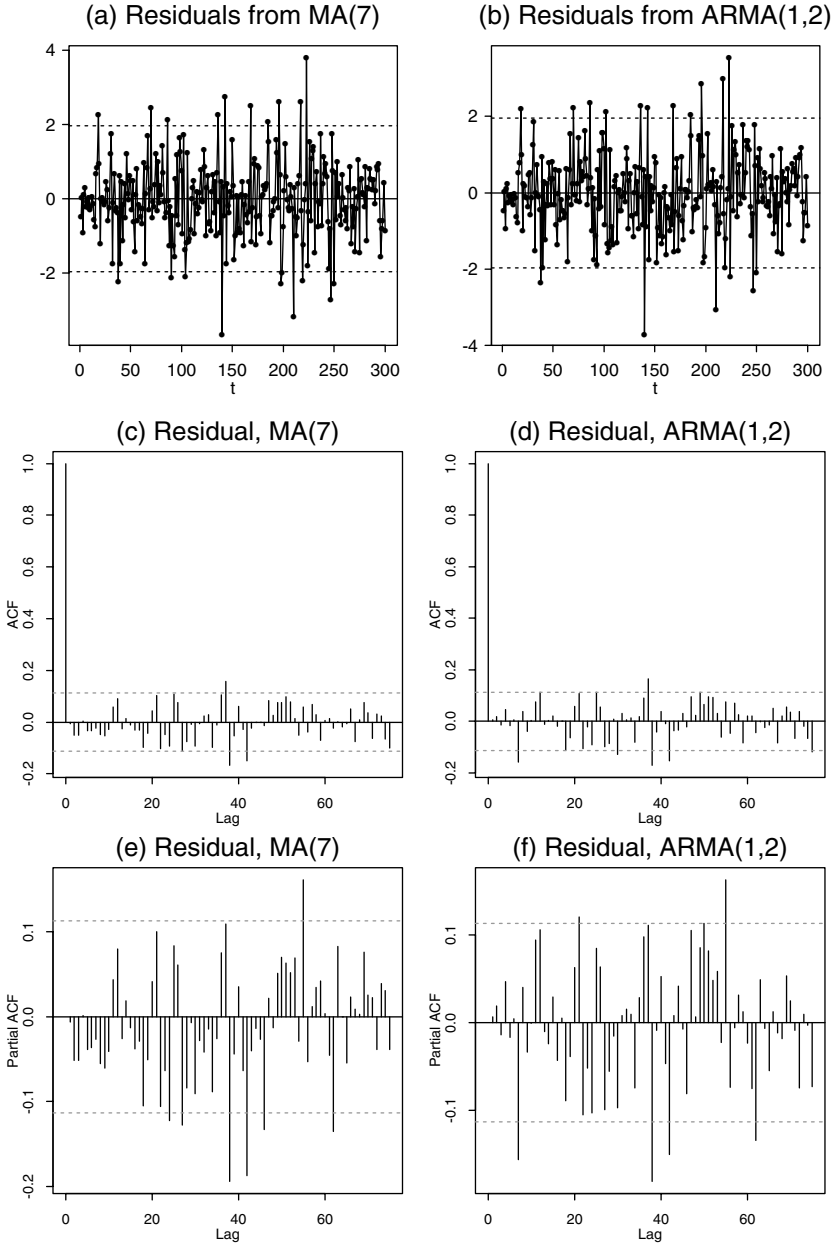 (a) Residuals from MA(7)
(b) Residuals from ARMA(1,2)
4
2
0
-2
0 50 100 150 200 250 300
t
2
0
-2
-4
0 50 100 150 200 250 300
t
(c) Residual, MA(7)
(d) Residual, ARMA(1,2)
1.0
0.8
0.6
0.4
0.2
0.0
-0.2
ACF
0 20 40 60
Lag
1.0
0.8
0.6
0.4
0.2
0.0
-0.2
ACF
0 20 40 60
Lag
(e) Residual, MA(7)
(f) Residual, ARMA(1,2)
0.1
0.0
-0.1
-0.2
Partial ACF
0 20 40 60
Lag
0.1
0.0
-0.1
Partial ACF
0 20 40 60
Lag